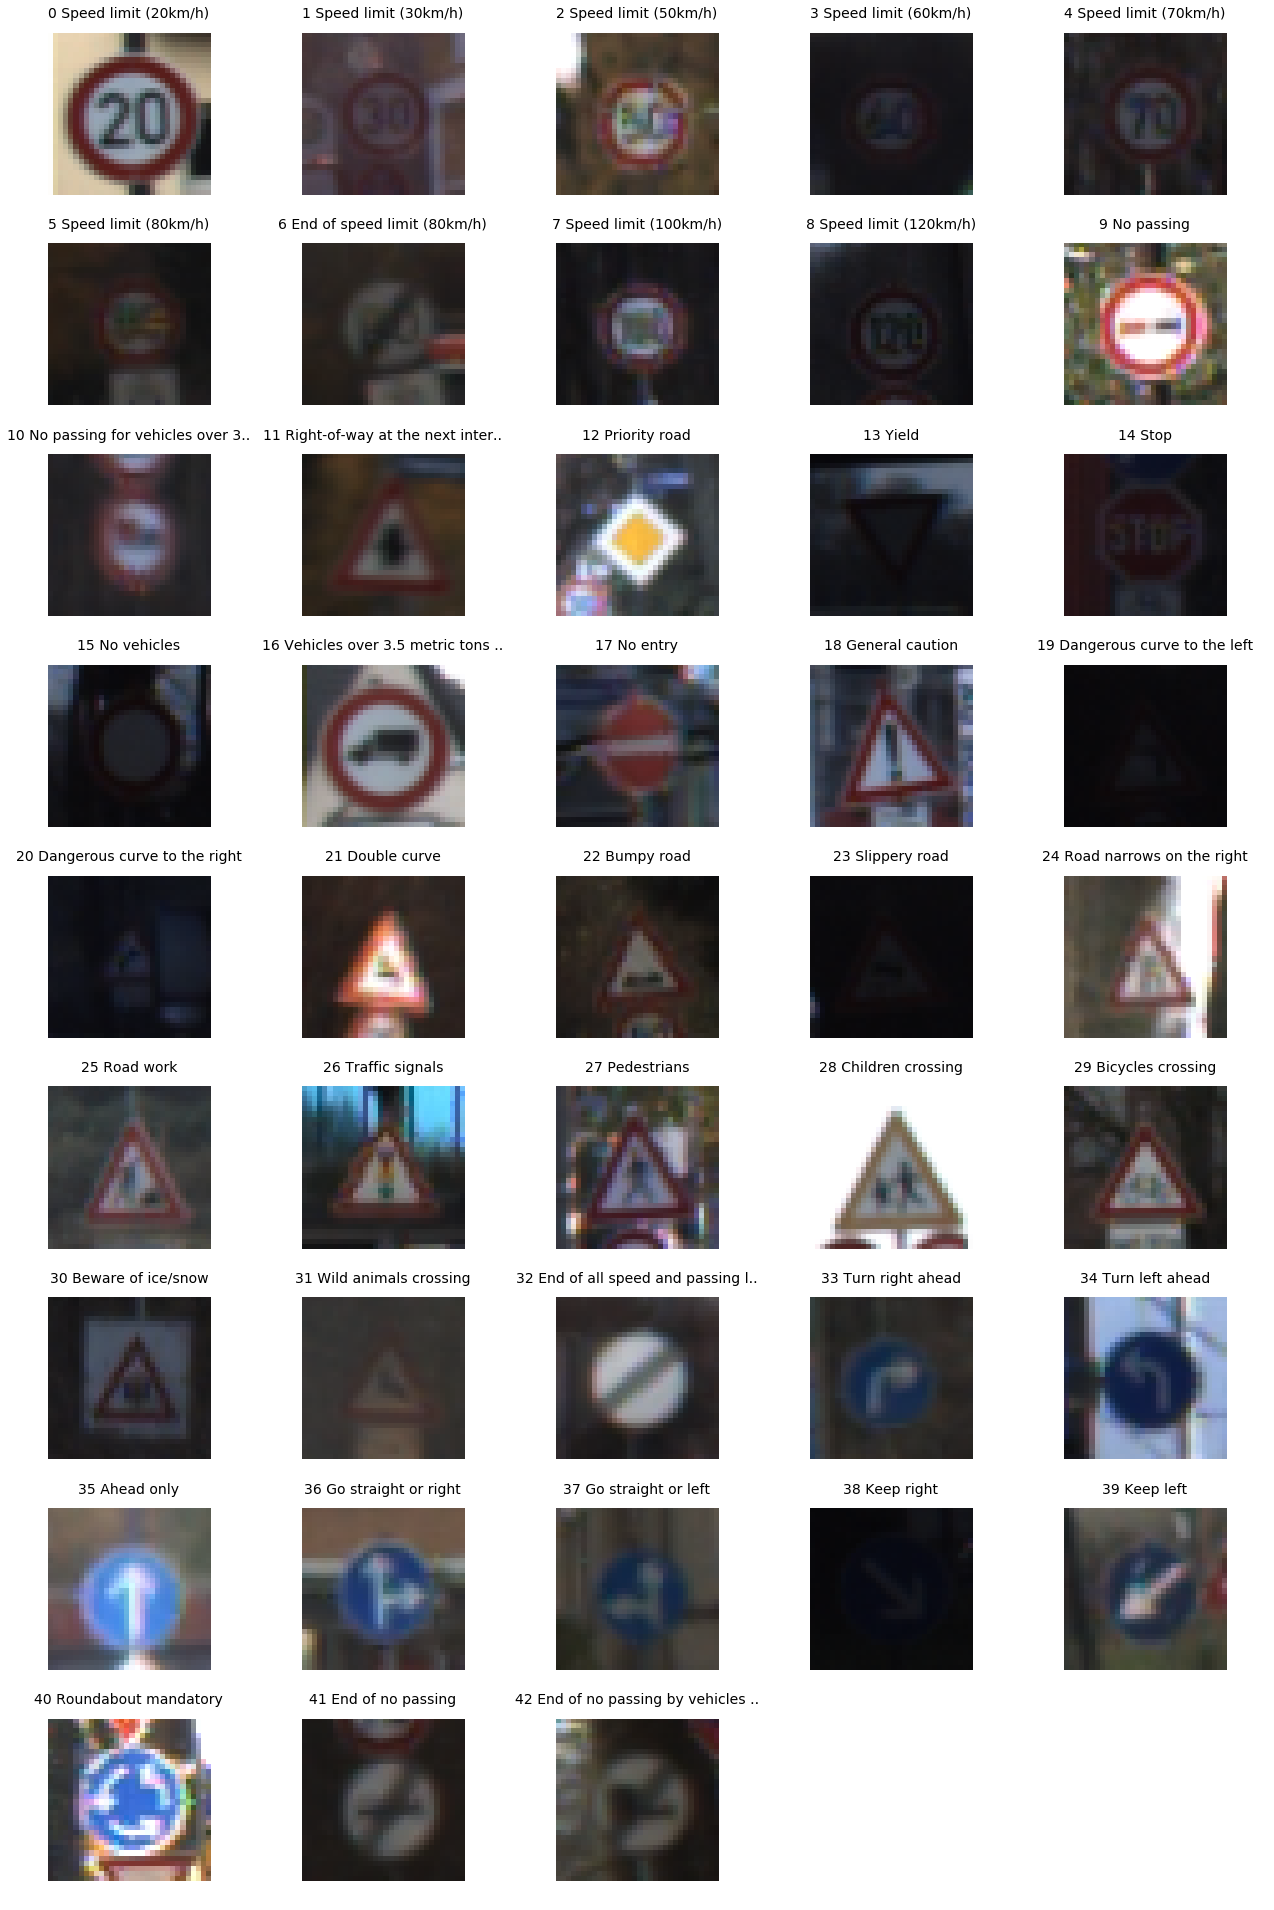 0 Speed limit (20km/h)
1 Speed limit (30km/h)
2 Speed limit (50km/h)
3 Speed limit (60km/h)
4 Speed limit (70km/h)
20
30
70
5 Speed limit (80km/h)
6 End of speed limit (80km/h)
7 Speed limit (100km/h)
8 Speed limit (120km/h)
9 No passing
10 No passing for vehicles over 3..
11 Right-of-way at the next inter..
12 Priority road
13 Yield
14 Stop
STOP
15 No vehicles
16 Vehicles over 3.5 metric tons ..
17 No entry
18 General caution
19 Dangerous curve to the left
20 Dangerous curve to the right
21 Double curve
22 Bumpy road
23 Slippery road
24 Road narrows on the right
25 Road work
26 Traffic signals
27 Pedestrians
28 Children crossing
29 Bicycles crossing
30 Beware of ice/snow
31 Wild animals crossing
32 End of all speed and passing l..
33 Turn right ahead
34 Turn left ahead
35 Ahead only
36 Go straight or right
37 Go straight or left
38 Keep right
39 Keep left
40 Roundabout mandatory
41 End of no passing
42 End of no passing by vehicles ..